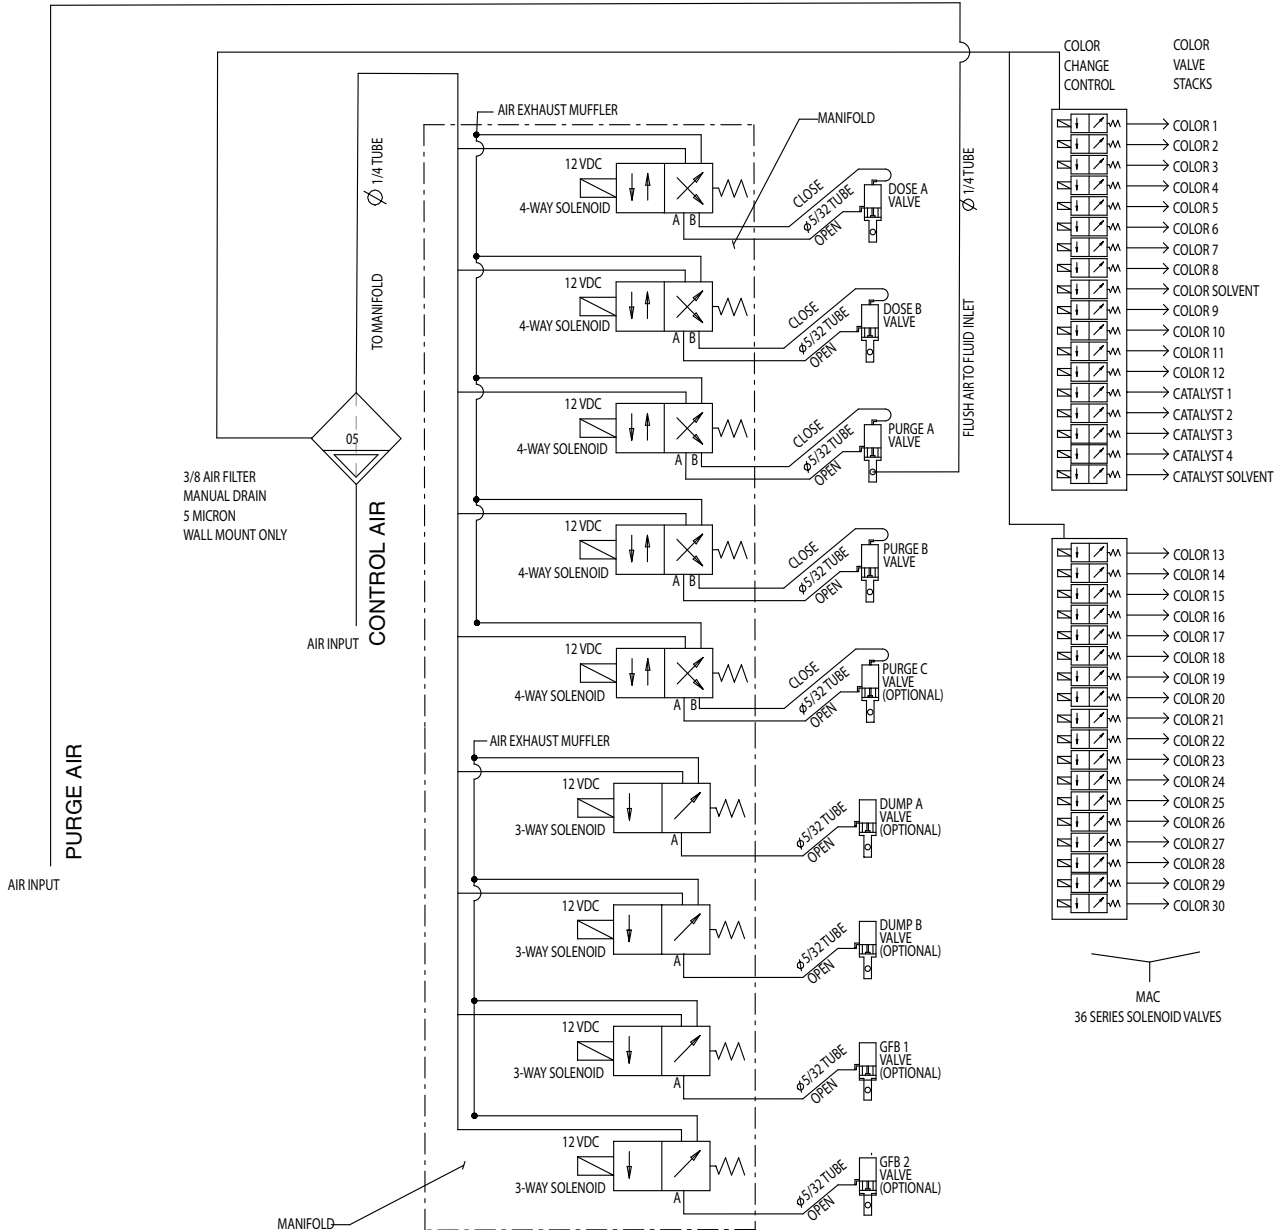 COLOR
CHANGE
CONTROL
COLOR
VALVE
STACKS
AIR EXHAUST MUFFLER
MANIFOLD
Ø 1/4 TUBE
TO MANIFOLD
12 VDC
4-WAY SOLENOID
A B
CLOSE
Ø5/32 TUBE
OPEN
DOSE A
VALVE
12 VDC
4-WAY SOLENOID
A B
CLOSE
Ø5/32 TUBE
OPEN
DOSE B
VALVE
12 VDC
4-WAY SOLENOID
A B
CLOSE
Ø5/32 TUBE
OPEN
PURGE A
VALVE
12 VDC
4-WAY SOLENOID
A B
CLOSE
Ø5/32 TUBE
OPEN
PURGE B
VALVE
12 VDC
4-WAY SOLENOID
A B
CLOSE
Ø5/32 TUBE
OPEN
PURGE C
VALVE
(OPTIONAL)
Ø 1/4 TUBE
FLUSH AIR TO FLUID INLET
05
3/8 AIR FILTER
MANUAL DRAIN
5 MICRON
WALL MOUNT ONLY
CONTROL AIR
AIR INPUT
PURGE AIR
AIR INPUT
AIR EXHAUST MUFFLER
12 VDC
3-WAY SOLENOID
A
Ø5/32 TUBE
OPEN
DUMP A
VALVE
(OPTIONAL)
12 VDC
3-WAY SOLENOID
A
Ø5/32 TUBE
OPEN
DUMP B
VALVE
(OPTIONAL)
12 VDC
3-WAY SOLENOID
A
Ø5/32 TUBE
OPEN
GFB 1
VALVE
(OPTIONAL)
12 VDC
3-WAY SOLENOID
A
Ø5/32 TUBE
OPEN
GFB 2
VALVE
(OPTIONAL)
MANIFOLD
COLOR 1
COLOR 2
COLOR 3
COLOR 4
COLOR 5
COLOR 6
COLOR 7
COLOR 8
COLOR SOLVENT
COLOR 9
COLOR 10
COLOR 11
COLOR 12
CATALYST 1
CATALYST 2
CATALYST 3
CATALYST 4
CATALYST SOLVENT
COLOR 13
COLOR 14
COLOR 15
COLOR 16
COLOR 17
COLOR 18
COLOR 19
COLOR 20
COLOR 21
COLOR 22
COLOR 23
COLOR 24
COLOR 25
COLOR 26
COLOR 27
COLOR 28
COLOR 29
COLOR 30
MAC
36 SERIES SOLENOID VALVES